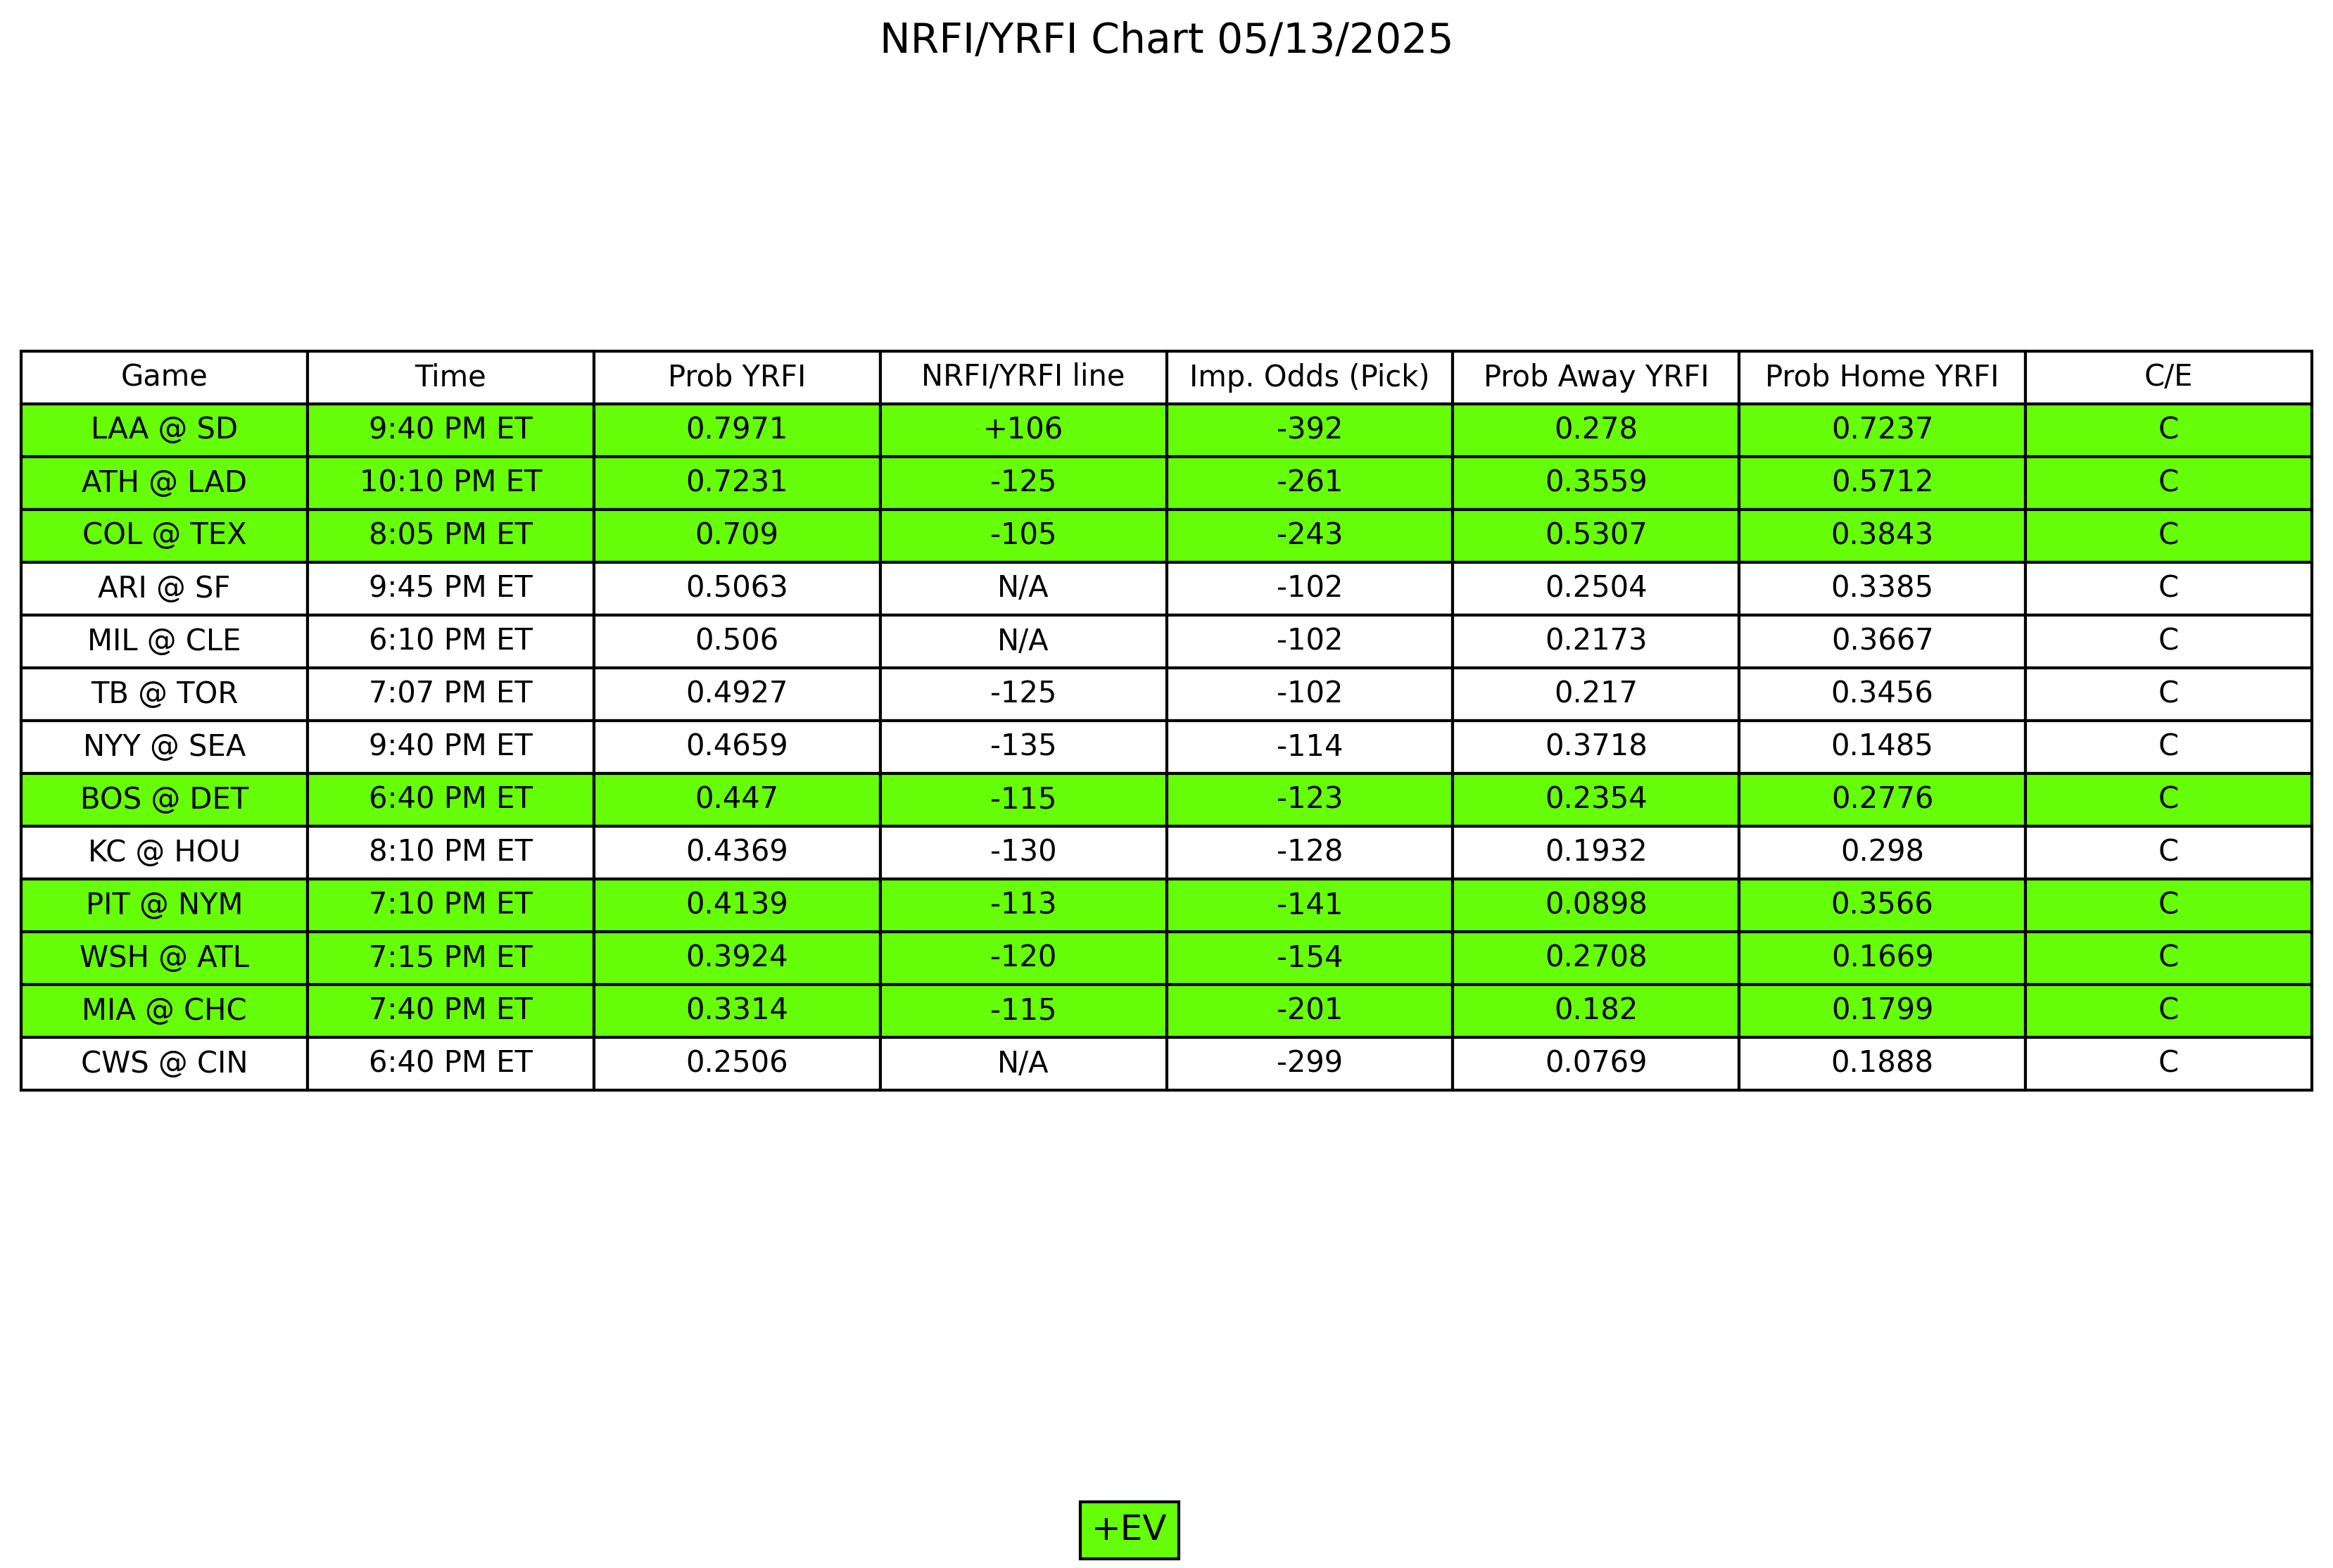 NRFI/YRFI Chart 05/13/2025
Game Time Prob YRFI NRFI/YRFI line Imp. Odds (Pick) Prob Away YRFI Prob Home YRFI C/E
LAA @ SD 9:40 PM ET 0.7971 +106 -392 0.278 0.7237 C
ATH @ LAD 10:10 PM ET 0.7231 -125 -261 0.3559 0.5712 C
COL @ TEX 8:05 PM ET 0.709 -105 -243 0.5307 0.3843 C
ARI @ SF 9:45 PM ET 0.5063 N/A -102 0.2504 0.3385 C
MIL @ CLE 6:10 PM ET 0.506 N/A -102 0.2173 0.3667 C
TB @ TOR 7:07 PM ET 0.4927 -125 -102 0.217 0.3456 C
NYY @ SEA 9:40 PM ET 0.4659 -135 -114 0.3718 0.1485 C
BOS @ DET 6:40 PM ET 0.447 -115 -123 0.2354 0.2776 C
KC @ HOU 8:10 PM ET 0.4369 -130 -128 0.1932 0.298 C
PIT @ NYM 7:10 PM ET 0.4139 -113 -141 0.0898 0.3566 C
WSH @ ATL 7:15 PM ET 0.3924 -120 -154 0.2708 0.1669 C
MIA @ CHC 7:40 PM ET 0.3314 -115 -201 0.182 0.1799 C
CWS @ CIN 6:40 PM ET 0.2506 N/A -299 0.0769 0.1888 C
+EV